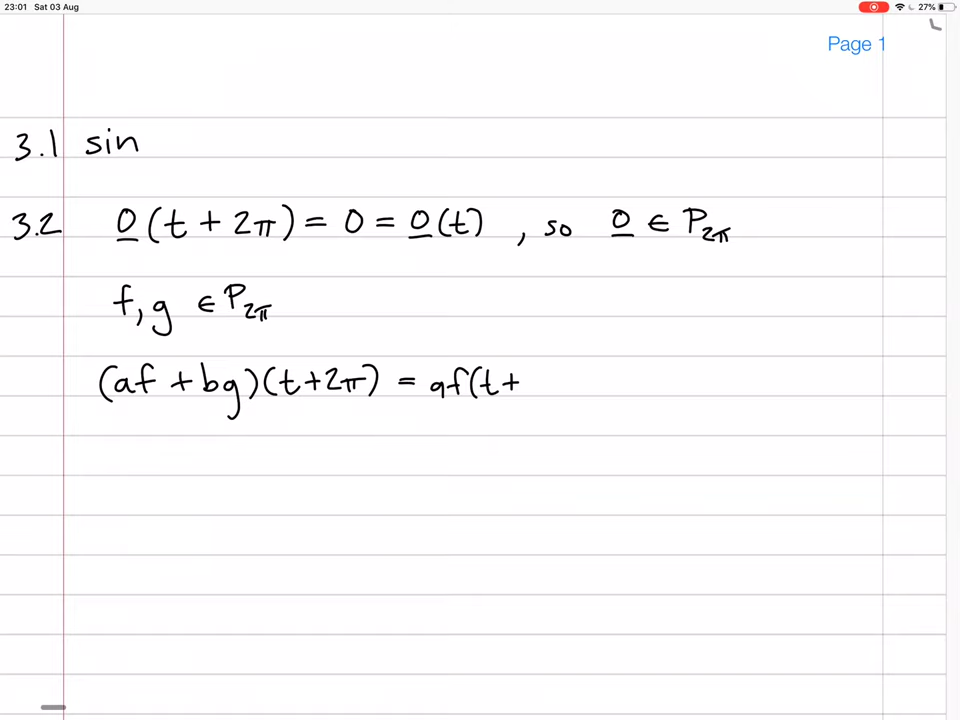 23:01 Sat 03 Aug 27%
Page 1
3.1 sin
3.2 0̲(t + 2π) = 0 = 0̲(t) , so 0̲ ∈ P₂π
f, g ∈ P₂π
(af + bg)(t+2π) = af(t+